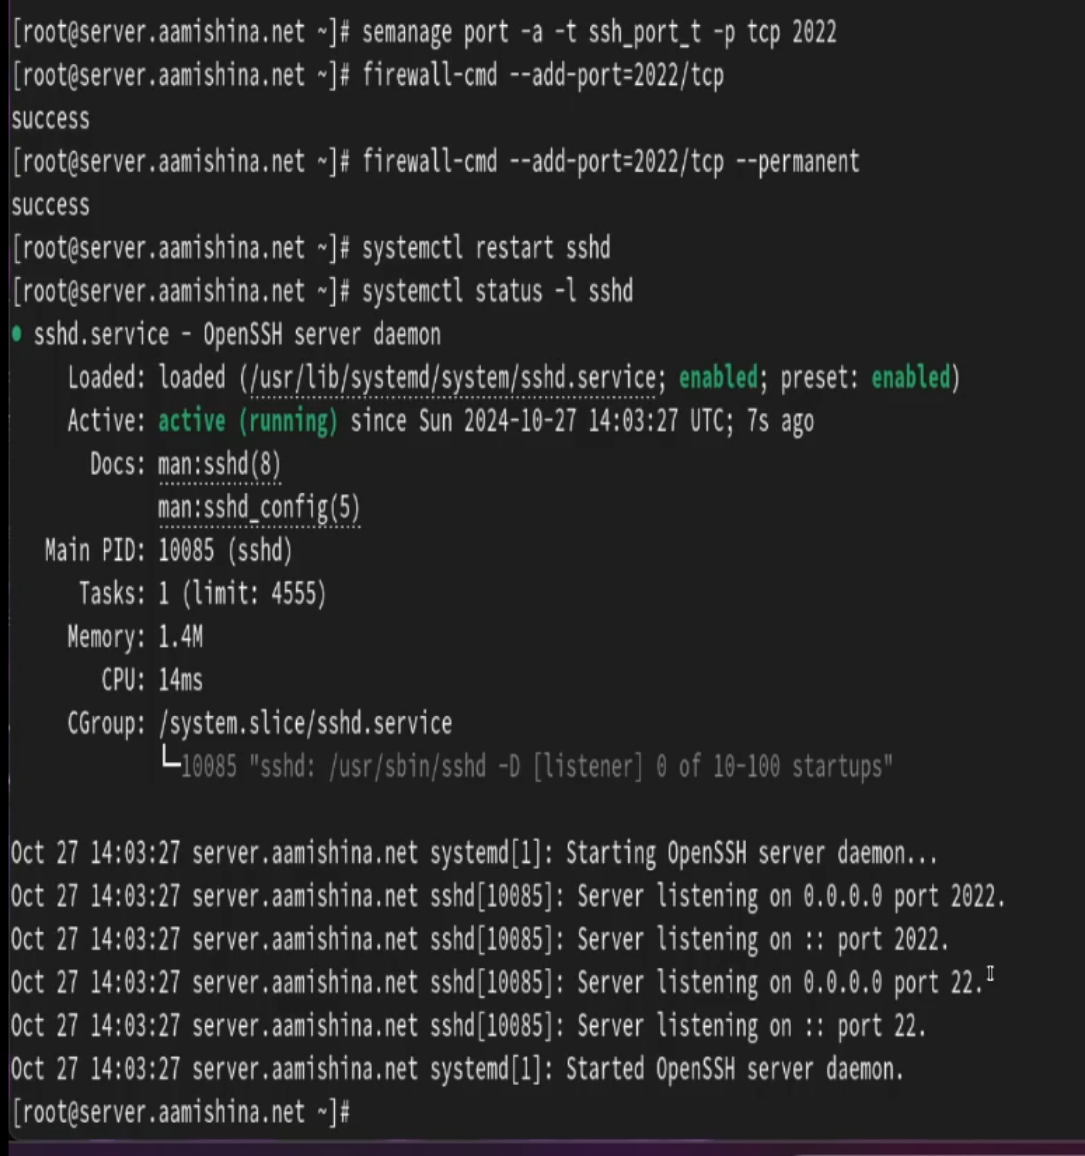 [root@server.aamishina.net ~]# semanage port -a -t ssh_port_t -p tcp 2022
[root@server.aamishina.net ~]# firewall-cmd --add-port=2022/tcp
success
[root@server.aamishina.net ~]# firewall-cmd --add-port=2022/tcp --permanent
success
[root@server.aamishina.net ~]# systemctl restart sshd
[root@server.aamishina.net ~]# systemctl status -l sshd
● sshd.service - OpenSSH server daemon
Loaded: loaded (/usr/lib/systemd/system/sshd.service; enabled; preset: enabled)
Active: active (running) since Sun 2024-10-27 14:03:27 UTC; 7s ago
Docs: man:sshd(8)
man:sshd_config(5)
Main PID: 10085 (sshd)
Tasks: 1 (limit: 4555)
Memory: 1.4M
CPU: 14ms
CGroup: /system.slice/sshd.service
└─10085 "sshd: /usr/sbin/sshd -D [listener] 0 of 10-100 startups"
Oct 27 14:03:27 server.aamishina.net systemd[1]: Starting OpenSSH server daemon...
Oct 27 14:03:27 server.aamishina.net sshd[10085]: Server listening on 0.0.0.0 port 2022.
Oct 27 14:03:27 server.aamishina.net sshd[10085]: Server listening on :: port 2022.
Oct 27 14:03:27 server.aamishina.net sshd[10085]: Server listening on 0.0.0.0 port 22.
Oct 27 14:03:27 server.aamishina.net sshd[10085]: Server listening on :: port 22.
Oct 27 14:03:27 server.aamishina.net systemd[1]: Started OpenSSH server daemon.
[root@server.aamishina.net ~]#